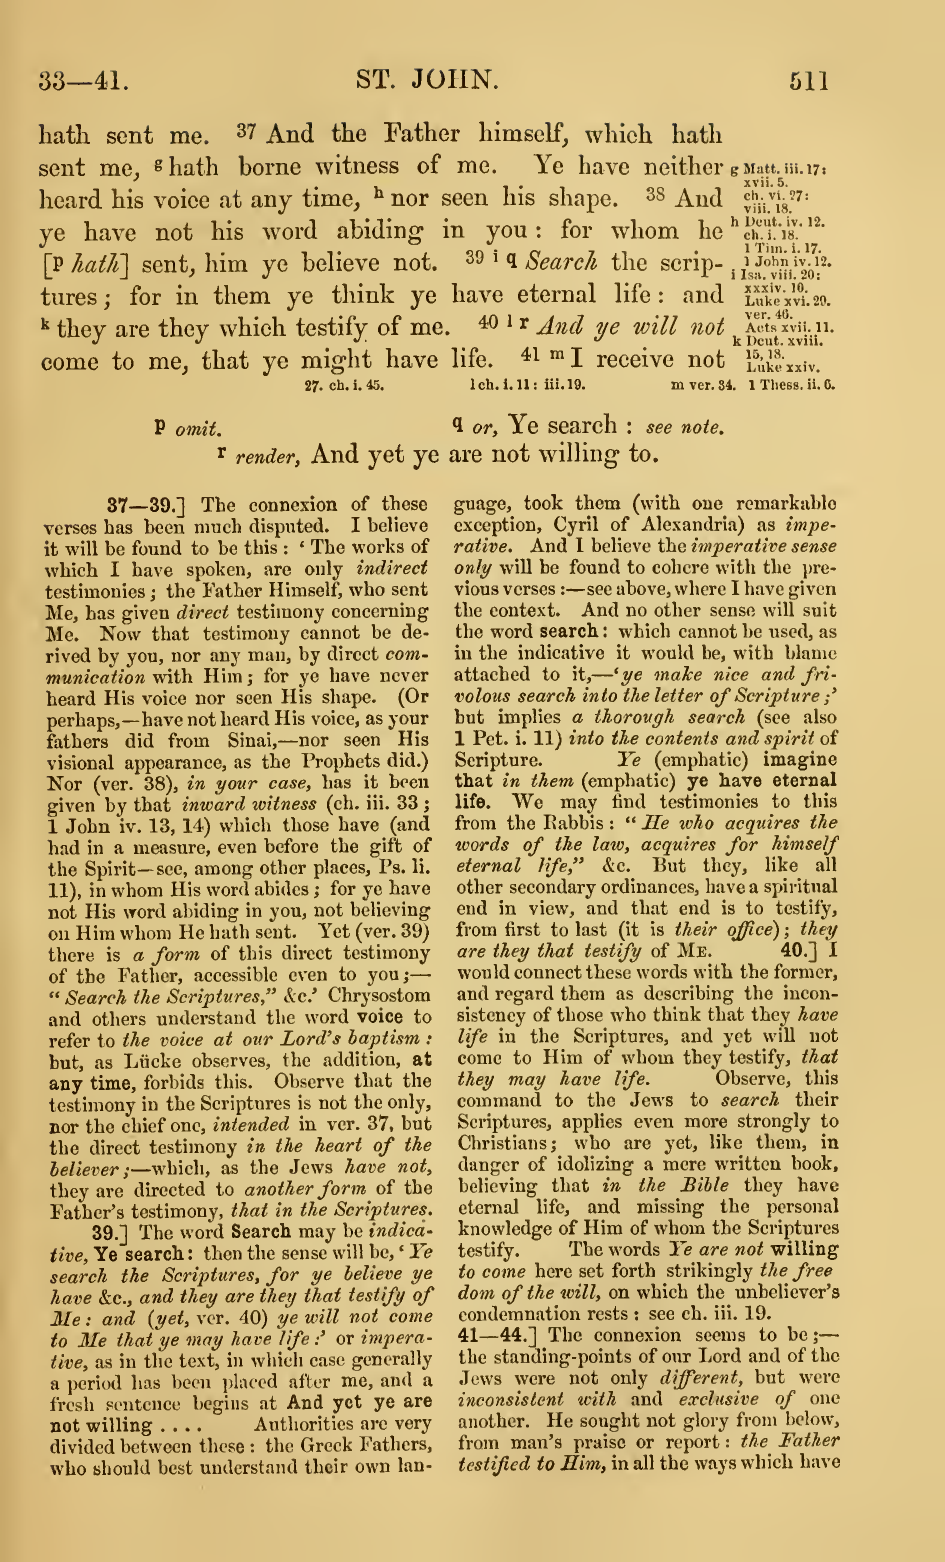 33—41.
ST. JOHN.
511
hath sent me. 37 And the Father himself, which hath
sent me, g hath borne witness of me. Ye have neither
heard his voice at any time, h nor seen his shape. 38 And
ye have not his word abiding in you : for whom he
[p hath] sent, him ye believe not. 39 i q Search the scrip-
tures ; for in them ye think ye have eternal life : and
k they are they which testify of me. 40 l r And ye will not
come to me, that ye might have life. 41 m I receive not
g Matt. iii. 17:
xvii. 5.
ch. vi. 27:
viii. 18.
h Deut. iv. 12.
ch. i. 18.
1 Tim. i. 17.
1 John iv. 12.
i Isa. viii. 20:
xxxiv. 16.
Luke xvi. 29.
ver. 46.
Acts xvii. 11.
k Deut. xviii.
15, 18.
Luke xxiv.
27. ch. i. 45.
l ch. i. 11: iii. 19.
m ver. 34. 1 Thess. ii. 6.
p omit.
q or, Ye search : see note.
r render, And yet ye are not willing to.
37—39.] The connexion of these
verses has been much disputed. I believe
it will be found to be this : ‘ The works of
which I have spoken, are only indirect
testimonies ; the Father Himself, who sent
Me, has given direct testimony concerning
Me. Now that testimony cannot be de-
rived by you, nor any man, by direct com-
munication with Him ; for ye have never
heard His voice nor seen His shape. (Or
perhaps,—have not heard His voice, as your
fathers did from Sinai,—nor seen His
visional appearance, as the Prophets did.)
Nor (ver. 38), in your case, has it been
given by that inward witness (ch. iii. 33 ;
1 John iv. 13, 14) which those have (and
had in a measure, even before the gift of
the Spirit—see, among other places, Ps. li.
11), in whom His word abides ; for ye have
not His word abiding in you, not believing
on Him whom He hath sent. Yet (ver. 39)
there is a form of this direct testimony
of the Father, accessible even to you ;—
“ Search the Scriptures,” &c.’ Chrysostom
and others understand the word voice to
refer to the voice at our Lord's baptism :
but, as Lücke observes, the addition, at
any time, forbids this. Observe that the
testimony in the Scriptures is not the only,
nor the chief one, intended in ver. 37, but
the direct testimony in the heart of the
believer ;—which, as the Jews have not,
they are directed to another form of the
Father's testimony, that in the Scriptures.
39.] The word Search may be indica-
tive, Ye search : then the sense will be, ‘ Ye
search the Scriptures, for ye believe ye
have &c., and they are they that testify of
Me : and (yet, ver. 40) ye will not come
to Me that ye may have life :’ or impera-
tive, as in the text, in which case generally
a period has been placed after me, and a
fresh sentence begins at And yet ye are
not willing . . . . Authorities are very
divided between these : the Greek Fathers,
who should best understand their own lan-
guage, took them (with one remarkable
exception, Cyril of Alexandria) as impe-
rative. And I believe the imperative sense
only will be found to cohere with the pre-
vious verses :—see above, where I have given
the context. And no other sense will suit
the word search : which cannot be used, as
in the indicative it would be, with blame
attached to it,—‘ ye make nice and fri-
volous search into the letter of Scripture ;’
but implies a thorough search (see also
1 Pet. i. 11) into the contents and spirit of
Scripture. Ye (emphatic) imagine
that in them (emphatic) ye have eternal
life. We may find testimonies to this
from the Rabbis : “ He who acquires the
words of the law, acquires for himself
eternal life,” &c. But they, like all
other secondary ordinances, have a spiritual
end in view, and that end is to testify,
from first to last (it is their office) ; they
are they that testify of ME. 40.] I
would connect these words with the former,
and regard them as describing the incon-
sistency of those who think that they have
life in the Scriptures, and yet will not
come to Him of whom they testify, that
they may have life. Observe, this
command to the Jews to search their
Scriptures, applies even more strongly to
Christians ; who are yet, like them, in
danger of idolizing a mere written book,
believing that in the Bible they have
eternal life, and missing the personal
knowledge of Him of whom the Scriptures
testify. The words Ye are not willing
to come here set forth strikingly the free
dom of the will, on which the unbeliever's
condemnation rests : see ch. iii. 19.
41—44.] The connexion seems to be ;—
the standing-points of our Lord and of the
Jews were not only different, but were
inconsistent with and exclusive of one
another. He sought not glory from below,
from man's praise or report : the Father
testified to Him, in all the ways which have